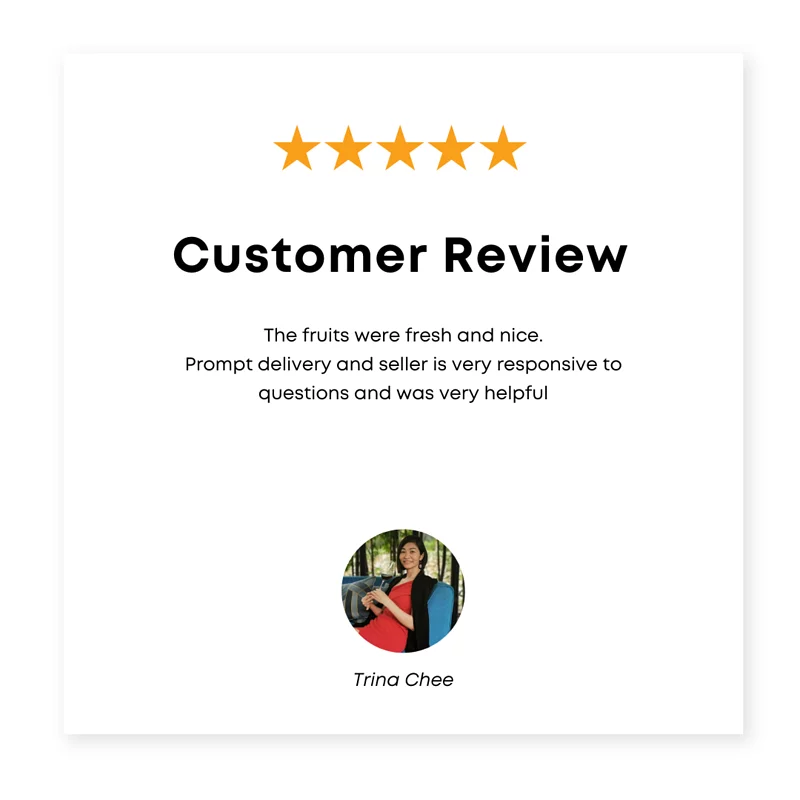 Customer Review
The fruits were fresh and nice.
Prompt delivery and seller is very responsive to
questions and was very helpful
Trina Chee